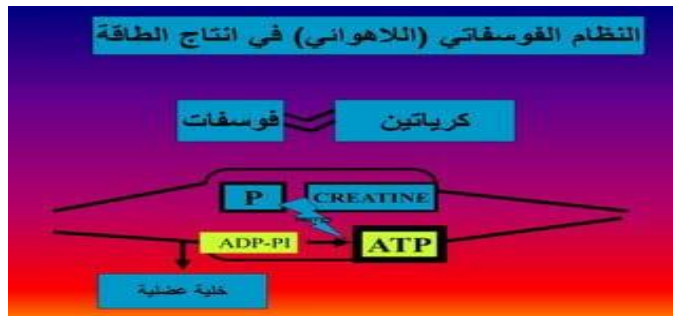 النظام الفوسفاتي (اللاهوائي) في انتاج الطاقة
كرياتين فوسفات
P CREATINE
ADP-PI ATP
خلية عضلية